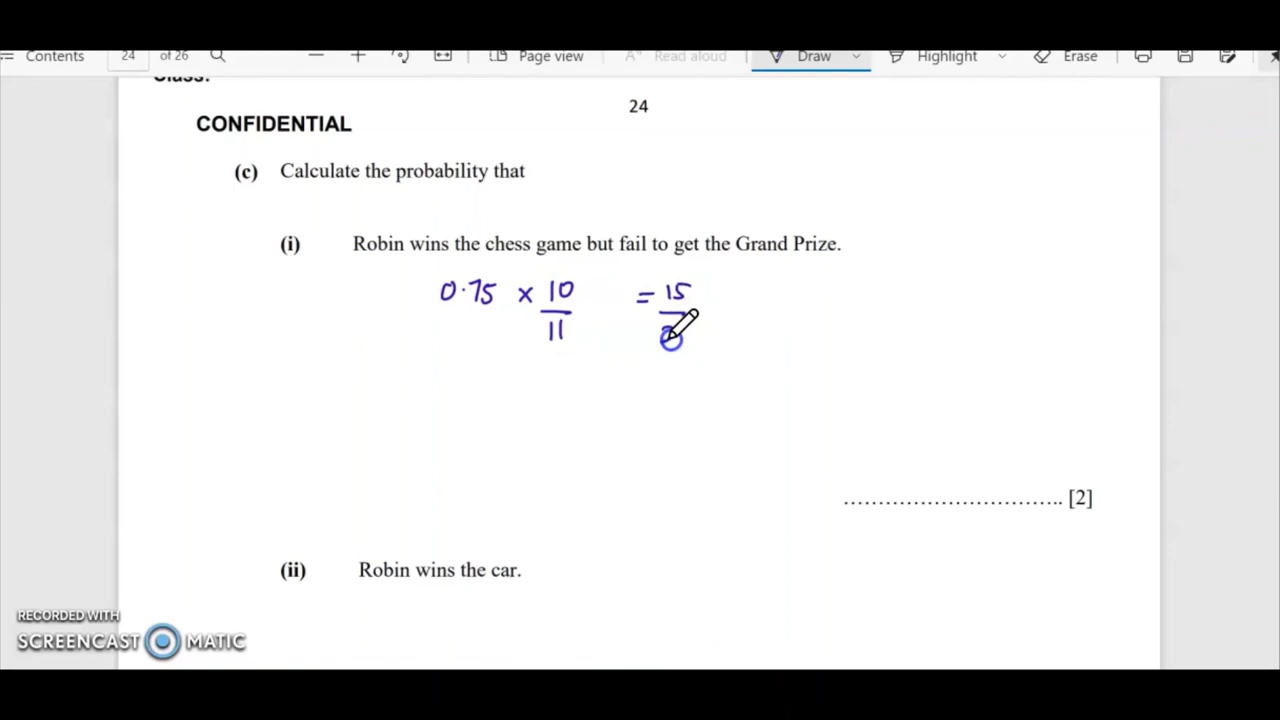 Contents 24 of 26 Page view Read aloud Draw Highlight Erase
24
CONFIDENTIAL
(c) Calculate the probability that
(i) Robin wins the chess game but fail to get the Grand Prize.
0.75 × 10 = 15
11
................................ [2]
(ii) Robin wins the car.
RECORDED WITH
SCREENCAST MATIC